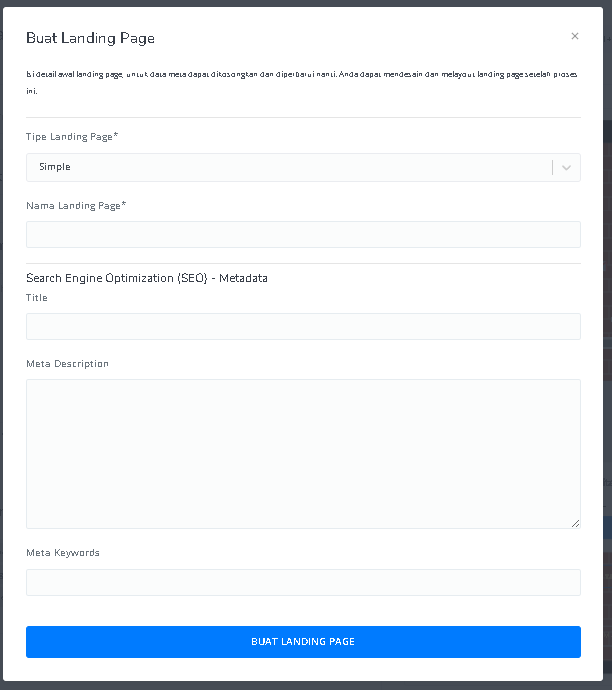 Buat Landing Page
×
Isi detail awal landing page, untuk data meta dapat dikosongkan dan diperbarui nanti. Anda dapat mendesain dan melayout landing page setelah proses
ini.
Tipe Landing Page*
Simple
Nama Landing Page*
Search Engine Optimization (SEO) - Metadata
Title
Meta Description
Meta Keywords
BUAT LANDING PAGE